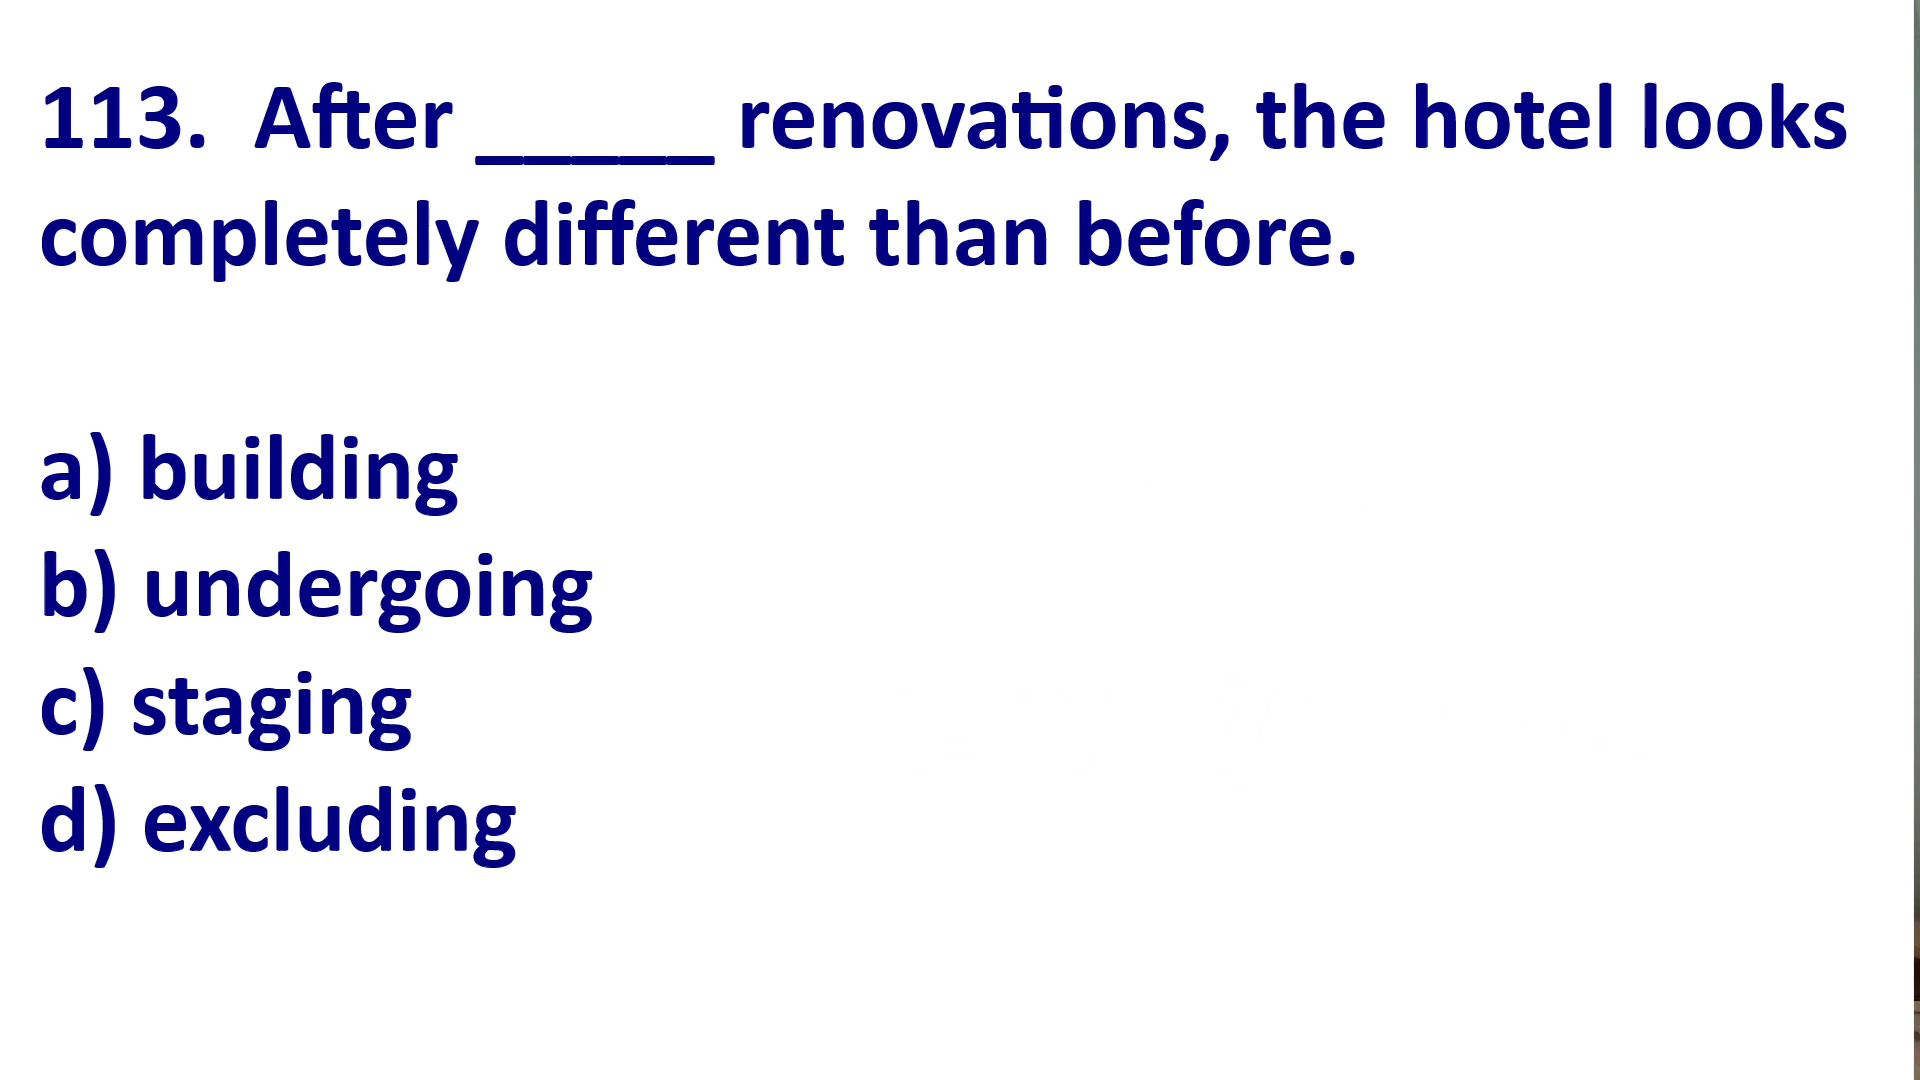 113. After _____ renovations, the hotel looks
completely different than before.
a) building
b) undergoing
c) staging
d) excluding